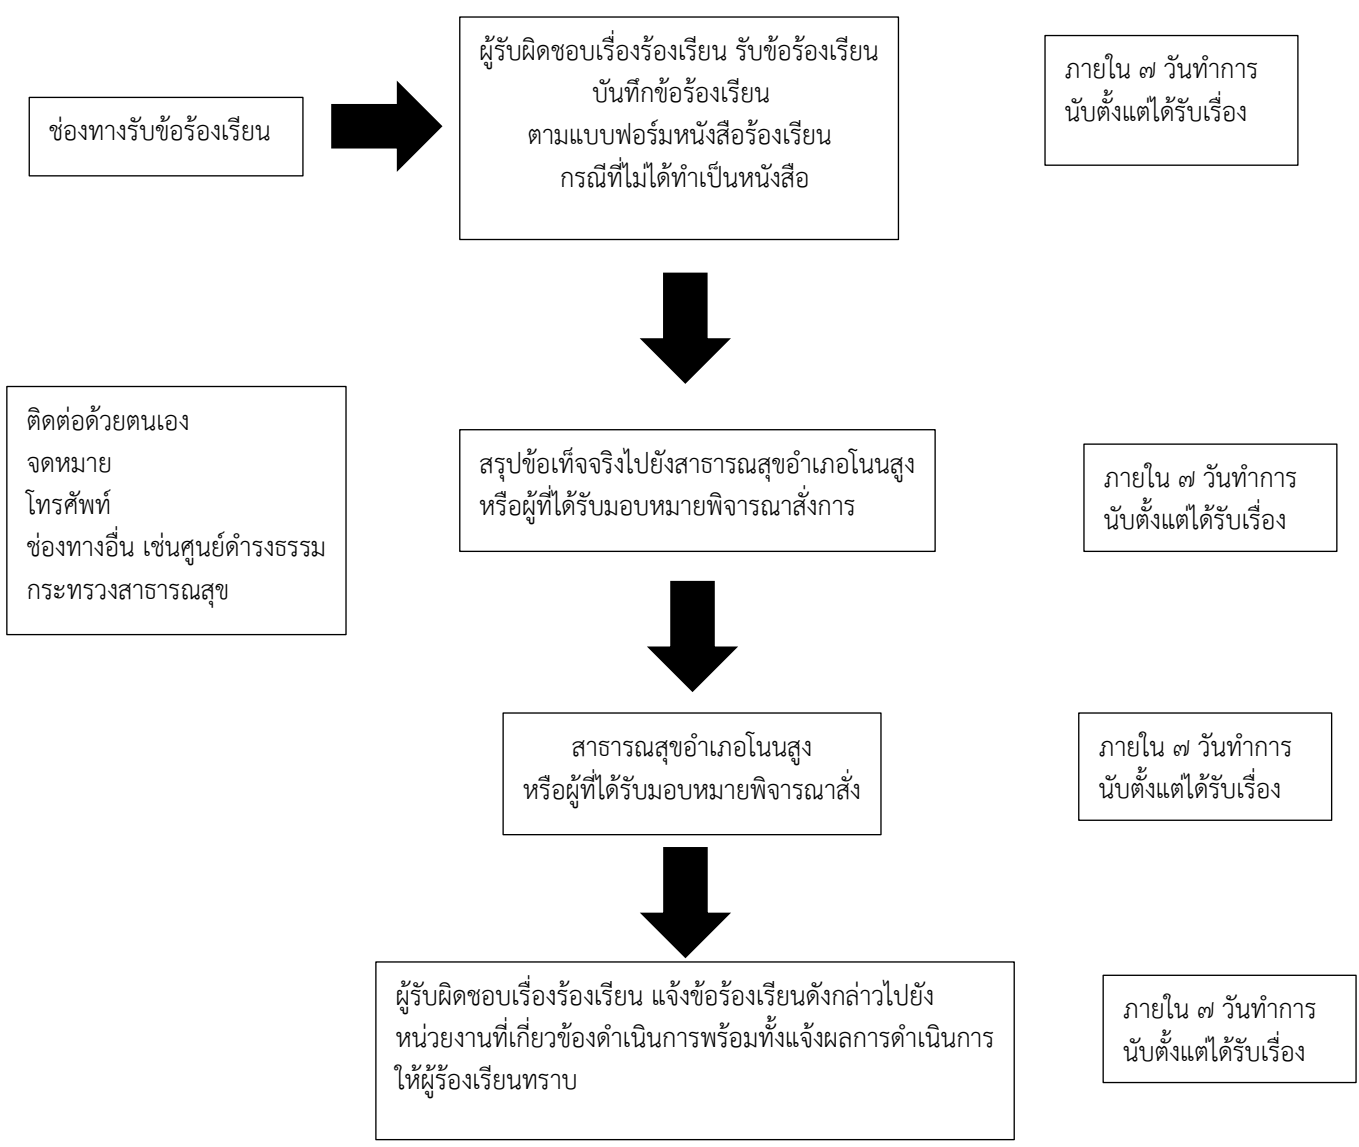 ช่องทางรับข้อร้องเรียน
ผู้รับผิดชอบเรื่องร้องเรียน รับข้อร้องเรียน
บันทึกข้อร้องเรียน
ตามแบบฟอร์มหนังสือร้องเรียน
กรณีที่ไม่ได้ทำเป็นหนังสือ
ภายใน ๗ วันทำการ
นับตั้งแต่ได้รับเรื่อง
ติดต่อด้วยตนเอง
จดหมาย
โทรศัพท์
ช่องทางอื่น เช่นศูนย์ดำรงธรรม
กระทรวงสาธารณสุข
สรุปข้อเท็จจริงไปยังสาธารณสุขอำเภอโนนสูง
หรือผู้ที่ได้รับมอบหมายพิจารณาสั่งการ
ภายใน ๗ วันทำการ
นับตั้งแต่ได้รับเรื่อง
สาธารณสุขอำเภอโนนสูง
หรือผู้ที่ได้รับมอบหมายพิจารณาสั่ง
ภายใน ๗ วันทำการ
นับตั้งแต่ได้รับเรื่อง
ผู้รับผิดชอบเรื่องร้องเรียน แจ้งข้อร้องเรียนดังกล่าวไปยัง
หน่วยงานที่เกี่ยวข้องดำเนินการพร้อมทั้งแจ้งผลการดำเนินการ
ให้ผู้ร้องเรียนทราบ
ภายใน ๗ วันทำการ
นับตั้งแต่ได้รับเรื่อง